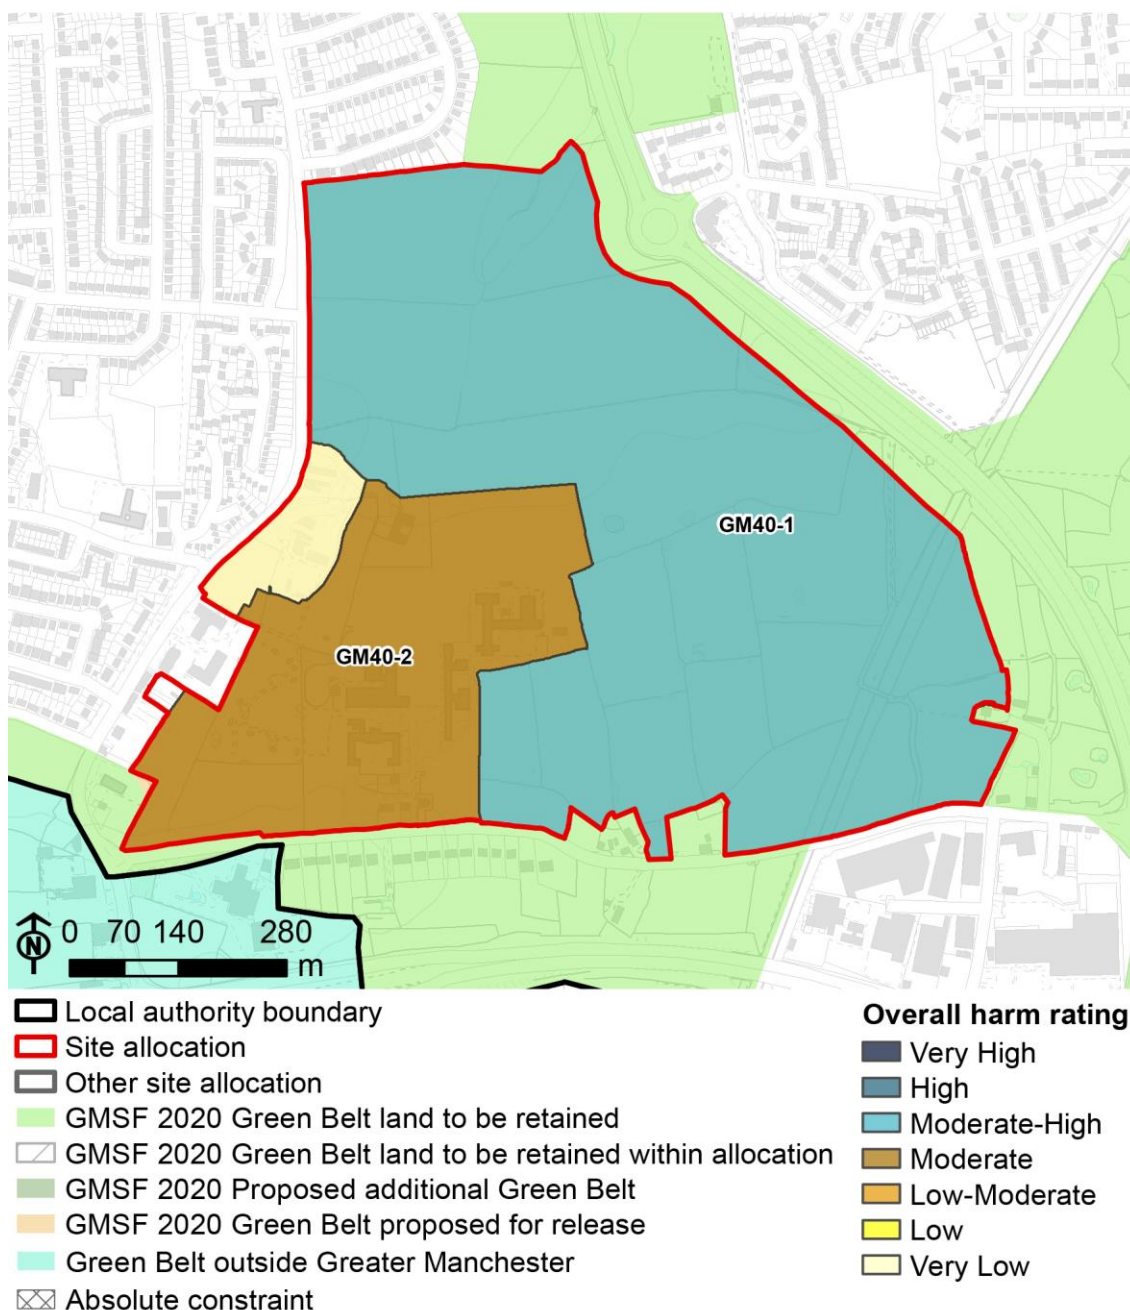 GM40-1
GM40-2
N
0 70 140 280
m
Local authority boundary
Site allocation
Other site allocation
GMSF 2020 Green Belt land to be retained
GMSF 2020 Green Belt land to be retained within allocation
GMSF 2020 Proposed additional Green Belt
GMSF 2020 Green Belt proposed for release
Green Belt outside Greater Manchester
Absolute constraint
Overall harm rating
Very High
High
Moderate-High
Moderate
Low-Moderate
Low
Very Low